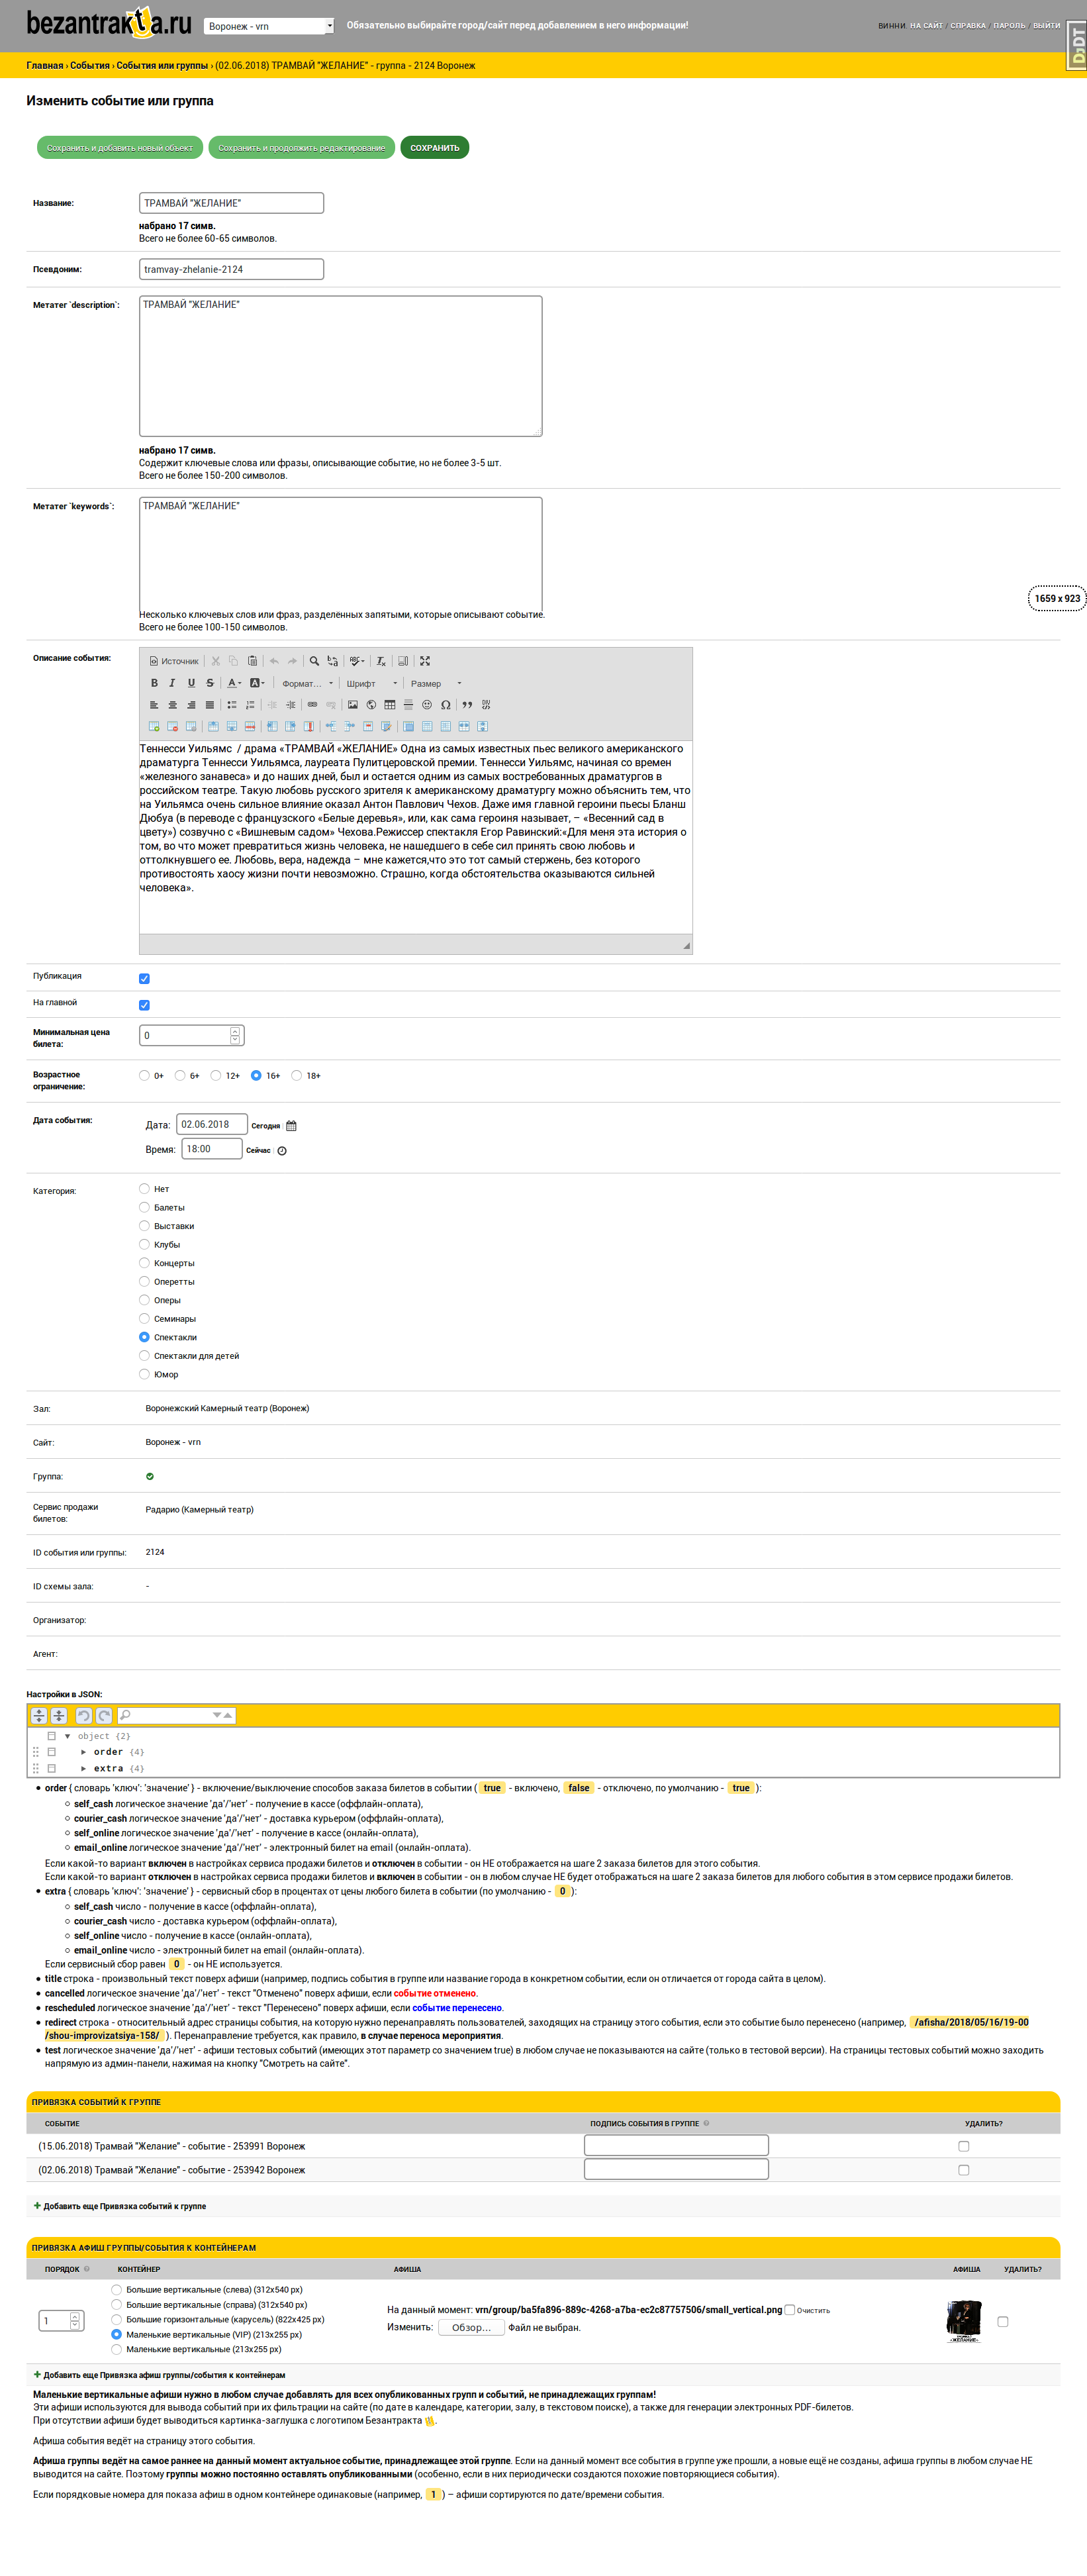 bezantrakta.ru
Воронеж - vrn
Обязательно выбирайте город/сайт перед добавлением в него информации!
ВИННИ. НА САЙТ / СПРАВКА / ПАРОЛЬ / ВЫЙТИ
DjDT
Главная › События › События или группы › (02.06.2018) ТРАМВАЙ "ЖЕЛАНИЕ" - группа - 2124 Воронеж
Изменить событие или группа
Сохранить и добавить новый объект
Сохранить и продолжить редактирование
СОХРАНИТЬ
Название:
ТРАМВАЙ "ЖЕЛАНИЕ"
набрано 17 симв.
Всего не более 60-65 символов.
Псевдоним:
tramvay-zhelanie-2124
Метатег `description`:
ТРАМВАЙ "ЖЕЛАНИЕ"
набрано 17 симв.
Содержит ключевые слова или фразы, описывающие событие, но не более 3-5 шт.
Всего не более 150-200 символов.
Метатег `keywords`:
ТРАМВАЙ "ЖЕЛАНИЕ"
Несколько ключевых слов или фраз, разделённых запятыми, которые описывают событие.
Всего не более 100-150 символов.
1659 x 923
Описание события:
Источник
Формат…
Шрифт
Размер
Теннесси Уильямс / драма «ТРАМВАЙ «ЖЕЛАНИЕ» Одна из самых известных пьес великого американского
драматурга Теннесси Уильямса, лауреата Пулитцеровской премии. Теннесси Уильямс, начиная со времен
«железного занавеса» и до наших дней, был и остается одним из самых востребованных драматургов в
российском театре. Такую любовь русского зрителя к американскому драматургу можно объяснить тем, что
на Уильямса очень сильное влияние оказал Антон Павлович Чехов. Даже имя главной героини пьесы Бланш
Дюбуа (в переводе с французского «Белые деревья», или, как сама героиня называет, – «Весенний сад в
цвету») созвучно с «Вишневым садом» Чехова.Режиссер спектакля Егор Равинский:«Для меня эта история о
том, во что может превратиться жизнь человека, не нашедшего в себе сил принять свою любовь и
оттолкнувшего ее. Любовь, вера, надежда – мне кажется,что это тот самый стержень, без которого
противостоять хаосу жизни почти невозможно. Страшно, когда обстоятельства оказываются сильней
человека».
Публикация
На главной
Минимальная цена
билета:
0
Возрастное
ограничение:
0+ 6+ 12+ 16+ 18+
Дата события:
Дата: 02.06.2018 Сегодня |
Время: 18:00 Сейчас |
Категория:
Нет
Балеты
Выставки
Клубы
Концерты
Оперетты
Оперы
Семинары
Спектакли
Спектакли для детей
Юмор
Зал:
Воронежский Камерный театр (Воронеж)
Сайт:
Воронеж - vrn
Группа:
Сервис продажи
билетов:
Радарио (Камерный театр)
ID события или группы:
2124
ID схемы зала:
-
Организатор:
Агент:
Настройки в JSON:
object {2}
order {4}
extra {4}
order { словарь 'ключ': 'значение' } - включение/выключение способов заказа билетов в событии ( true - включено, false - отключено, по умолчанию - true ):
self_cash логическое значение 'да'/'нет' - получение в кассе (оффлайн-оплата),
courier_cash логическое значение 'да'/'нет' - доставка курьером (оффлайн-оплата),
self_online логическое значение 'да'/'нет' - получение в кассе (онлайн-оплата),
email_online логическое значение 'да'/'нет' - электронный билет на email (онлайн-оплата).
Если какой-то вариант включен в настройках сервиса продажи билетов и отключен в событии - он НЕ отображается на шаге 2 заказа билетов для этого события.
Если какой-то вариант отключен в настройках сервиса продажи билетов и включен в событии - он в любом случае НЕ будет отображаться на шаге 2 заказа билетов для любого события в этом сервисе продажи билетов.
extra { словарь 'ключ': 'значение' } - сервисный сбор в процентах от цены любого билета в событии (по умолчанию - 0 ):
self_cash число - получение в кассе (оффлайн-оплата),
courier_cash число - доставка курьером (оффлайн-оплата),
self_online число - получение в кассе (онлайн-оплата),
email_online число - электронный билет на email (онлайн-оплата).
Если сервисный сбор равен 0 - он НЕ используется.
title строка - произвольный текст поверх афиши (например, подпись события в группе или название города в конкретном событии, если он отличается от города сайта в целом).
cancelled логическое значение 'да'/'нет' - текст "Отменено" поверх афиши, если событие отменено.
rescheduled логическое значение 'да'/'нет' - текст "Перенесено" поверх афиши, если событие перенесено.
redirect строка - относительный адрес страницы события, на которую нужно перенаправлять пользователей, заходящих на страницу этого события, если это событие было перенесено (например, /afisha/2018/05/16/19-00
/shou-improvizatsiya-158/ ). Перенаправление требуется, как правило, в случае переноса мероприятия.
test логическое значение 'да'/'нет' - афиши тестовых событий (имеющих этот параметр со значением true) в любом случае не показываются на сайте (только в тестовой версии). На страницы тестовых событий можно заходить
напрямую из админ-панели, нажимая на кнопку "Смотреть на сайте".
ПРИВЯЗКА СОБЫТИЙ К ГРУППЕ
СОБЫТИЕ ПОДПИСЬ СОБЫТИЯ В ГРУППЕ УДАЛИТЬ?
(15.06.2018) Трамвай "Желание" - событие - 253991 Воронеж
(02.06.2018) Трамвай "Желание" - событие - 253942 Воронеж
Добавить еще Привязка событий к группе
ПРИВЯЗКА АФИШ ГРУППЫ/СОБЫТИЯ К КОНТЕЙНЕРАМ
ПОРЯДОК КОНТЕЙНЕР АФИША АФИША УДАЛИТЬ?
1
Большие вертикальные (слева) (312x540 px)
Большие вертикальные (справа) (312x540 px)
Большие горизонтальные (карусель) (822x425 px)
Маленькие вертикальные (VIP) (213x255 px)
Маленькие вертикальные (213x255 px)
На данный момент: vrn/group/ba5fa896-889c-4268-a7ba-ec2c87757506/small_vertical.png Очистить
Изменить: Обзор… Файл не выбран.
«ЖЕЛАНИЕ»
Добавить еще Привязка афиш группы/события к контейнерам
Маленькие вертикальные афиши нужно в любом случае добавлять для всех опубликованных групп и событий, не принадлежащих группам!
Эти афиши используются для вывода событий при их фильтрации на сайте (по дате в календаре, категории, залу, в текстовом поиске), а также для генерации электронных PDF-билетов.
При отсутствии афиши будет выводиться картинка-заглушка с логотипом Безантракта .
Афиша события ведёт на страницу этого события.
Афиша группы ведёт на самое раннее на данный момент актуальное событие, принадлежащее этой группе. Если на данный момент все события в группе уже прошли, а новые ещё не созданы, афиша группы в любом случае НЕ
выводится на сайте. Поэтому группы можно постоянно оставлять опубликованными (особенно, если в них периодически создаются похожие повторяющиеся события).
Если порядковые номера для показа афиш в одном контейнере одинаковые (например, 1 ) – афиши сортируются по дате/времени события.